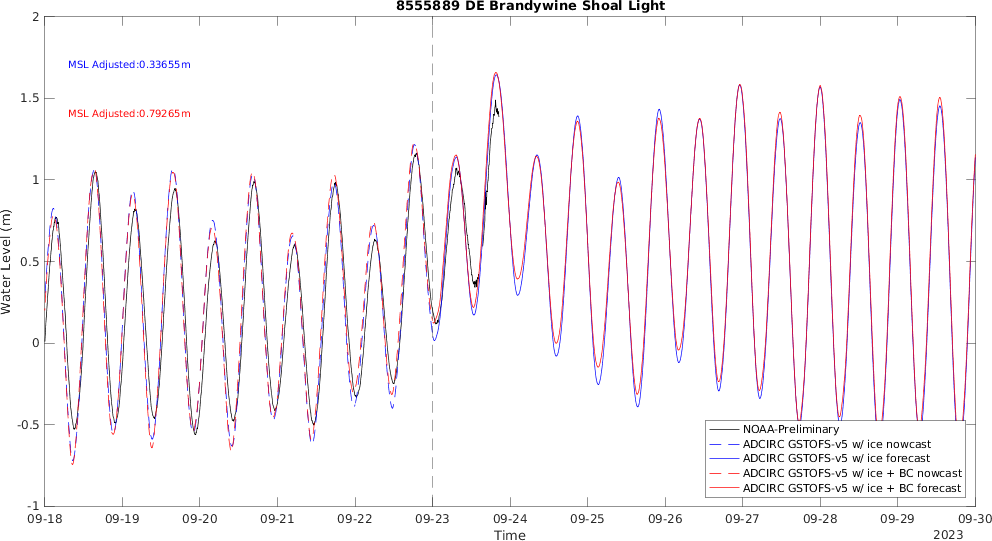 8555889 DE Brandywine Shoal Light
MSL Adjusted:0.33655m
MSL Adjusted:0.79265m
Water Level (m)
2
1.5
1
0.5
0
-0.5
-1
NOAA-Preliminary
ADCIRC GSTOFS-v5 w/ ice nowcast
ADCIRC GSTOFS-v5 w/ ice forecast
ADCIRC GSTOFS-v5 w/ ice + BC nowcast
ADCIRC GSTOFS-v5 w/ ice + BC forecast
09-18 09-19 09-20 09-21 09-22 09-23 09-24 09-25 09-26 09-27 09-28 09-29 09-30
Time
2023